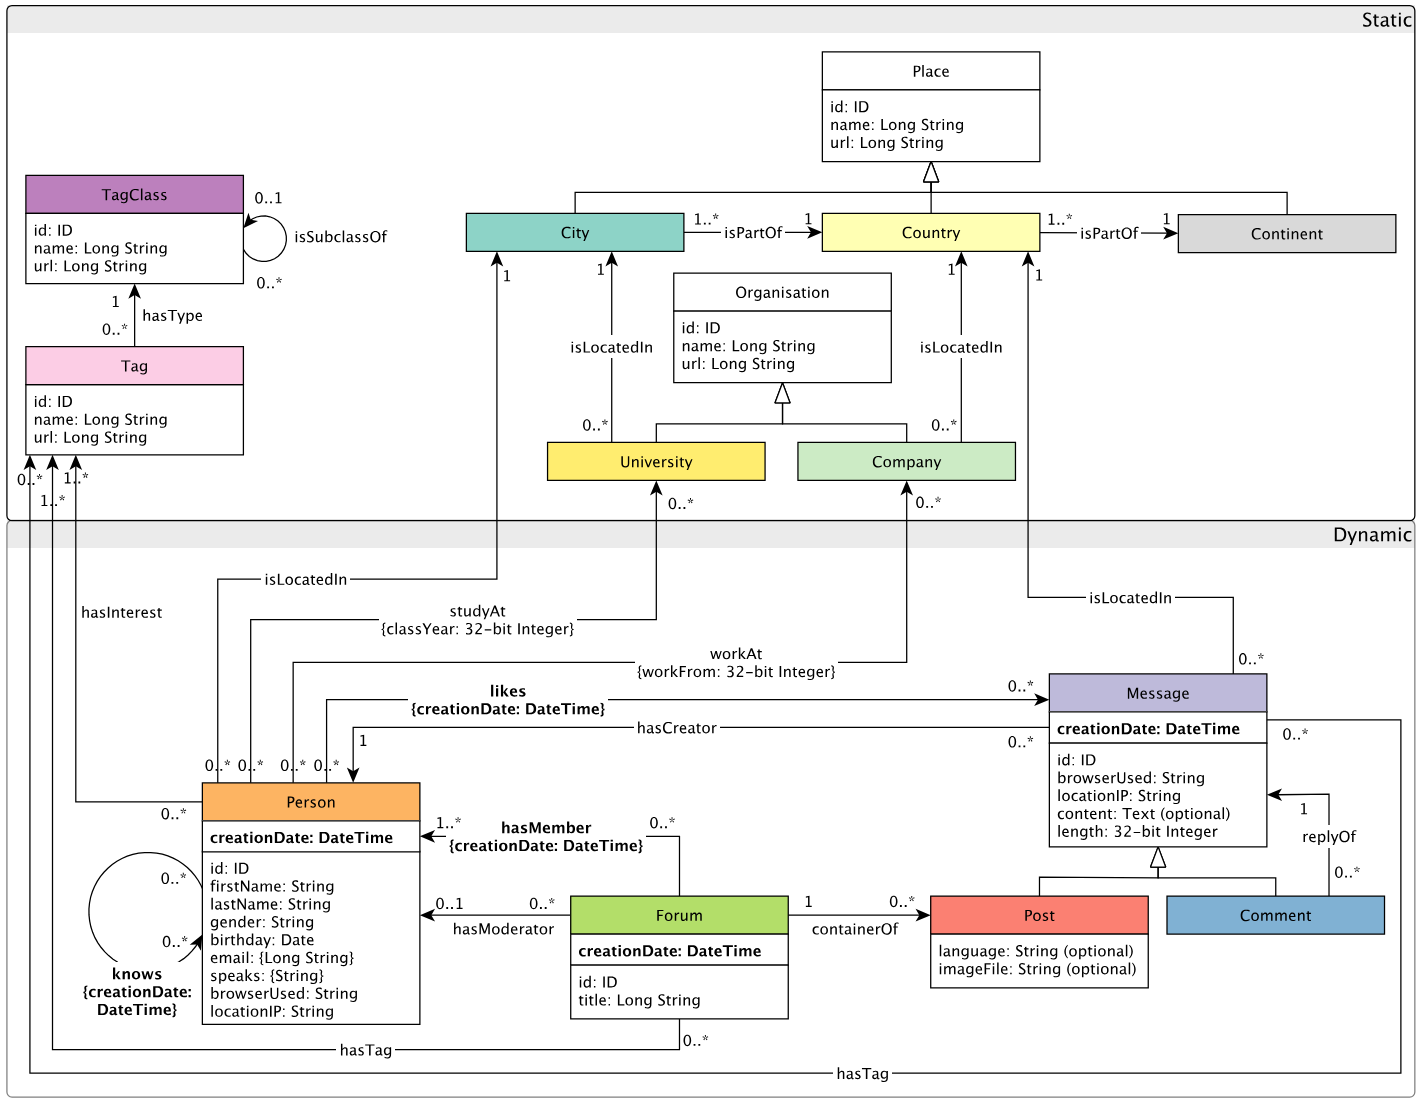 Static
Place
id: ID
name: Long String
url: Long String
TagClass
id: ID
name: Long String
url: Long String
0..1
isSubclassOf
0..*
City
1..*
isPartOf
1
Country
1..*
isPartOf
1
Continent
1
1
1
1
Organisation
id: ID
name: Long String
url: Long String
1
hasType
0..*
isLocatedIn
isLocatedIn
Tag
id: ID
name: Long String
url: Long String
0..*
0..*
University
Company
0..*
1..*
1..*
0..*
0..*
Dynamic
isLocatedIn
isLocatedIn
hasInterest
studyAt
{classYear: 32-bit Integer}
workAt
{workFrom: 32-bit Integer}
0..*
likes
{creationDate: DateTime}
0..*
Message
creationDate: DateTime
id: ID
browserUsed: String
locationIP: String
content: Text (optional)
length: 32-bit Integer
hasCreator
1
0..*
0..*
0..*
0..*
0..*
0..*
0..*
Person
creationDate: DateTime
id: ID
firstName: String
lastName: String
gender: String
birthday: Date
email: {Long String}
speaks: {String}
browserUsed: String
locationIP: String
1..*
hasMember
{creationDate: DateTime}
0..*
1
replyOf
0..*
0..*
0..*
knows
{creationDate:
DateTime}
0..1
0..*
hasModerator
Forum
creationDate: DateTime
id: ID
title: Long String
1
0..*
containerOf
Post
language: String (optional)
imageFile: String (optional)
Comment
0..*
hasTag
hasTag